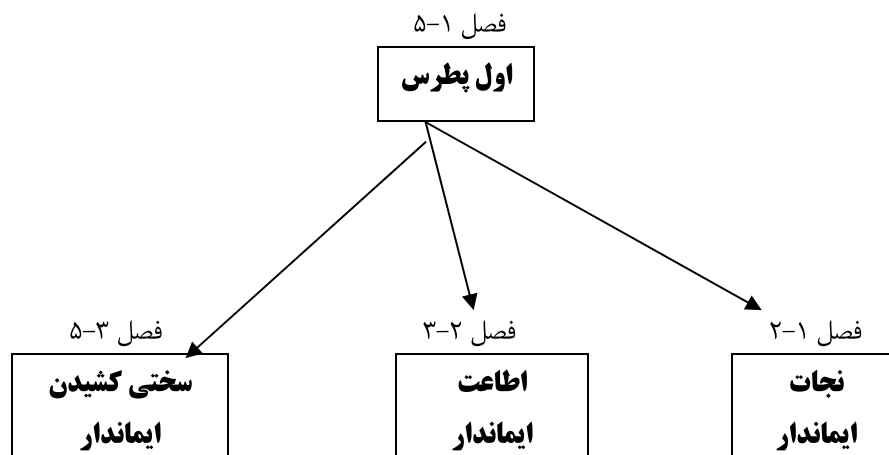 فصل ۱-۵
اول پطرس
فصل ۱-۲
نجات
ایماندار
فصل ۲-۳
اطاعت
ایماندار
فصل ۳-۵
سختی کشیدن
ایماندار